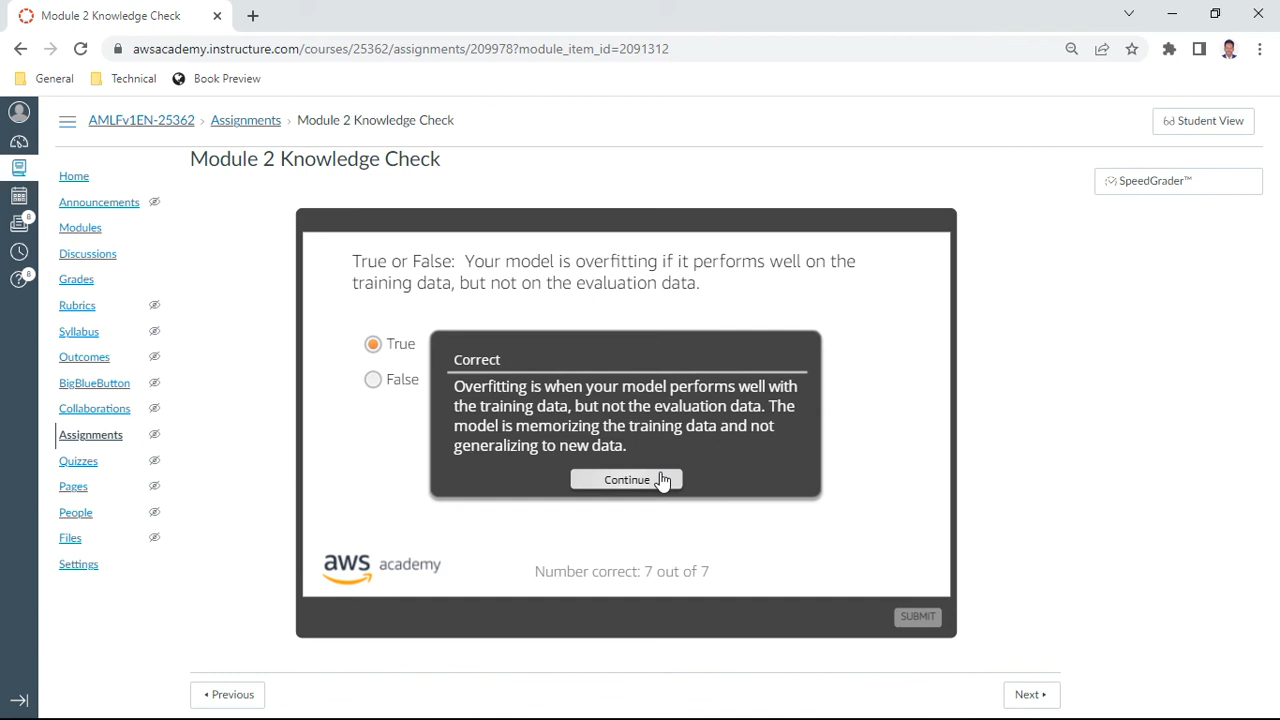 Module 2 Knowledge Check
awsacademy.instructure.com/courses/25362/assignments/209978?module_item_id=2091312
General Technical Book Preview
AMLFv1EN-25362 › Assignments › Module 2 Knowledge Check
Student View
Module 2 Knowledge Check
SpeedGrader™
Home
Announcements
Modules
8
Discussions
8
Grades
Rubrics
Syllabus
Outcomes
BigBlueButton
Collaborations
Assignments
Quizzes
Pages
People
Files
Settings
True or False: Your model is overfitting if it performs well on the
training data, but not on the evaluation data.
True
False
Correct
Overfitting is when your model performs well with
the training data, but not the evaluation data. The
model is memorizing the training data and not
generalizing to new data.
Continue
aws academy
Number correct: 7 out of 7
SUBMIT
Previous
Next